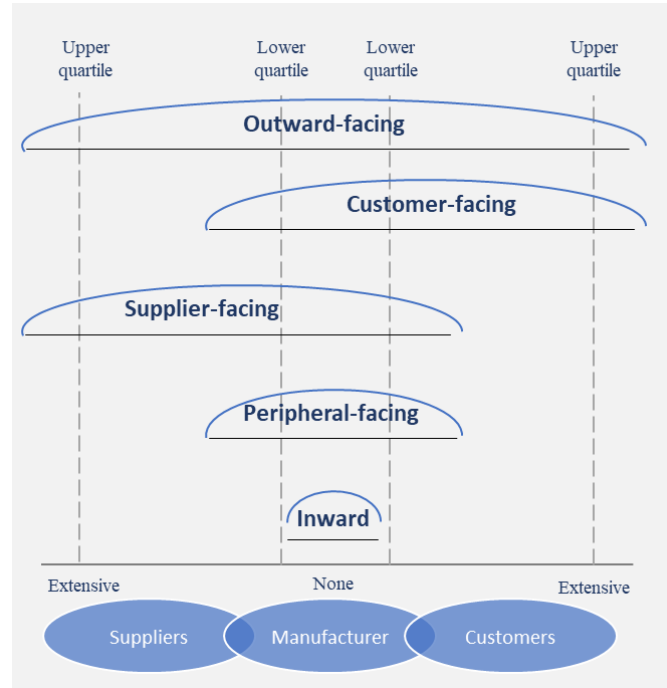 Upper quartile
Lower quartile
Lower quartile
Upper quartile
Outward-facing
Customer-facing
Supplier-facing
Peripheral-facing
Inward
Extensive
None
Extensive
Suppliers
Manufacturer
Customers